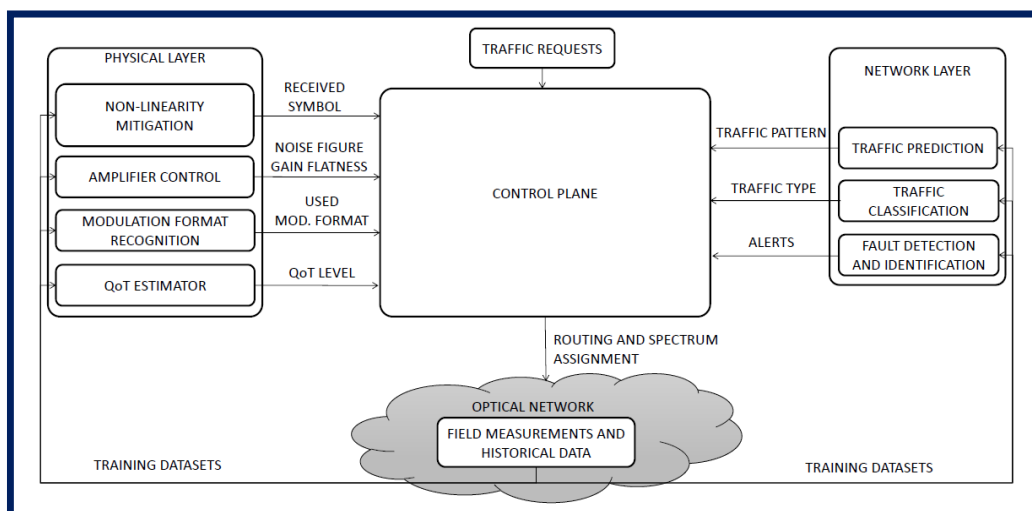 TRAFFIC REQUESTS
PHYSICAL LAYER
NON-LINEARITY
MITIGATION
AMPLIFIER CONTROL
MODULATION FORMAT
RECOGNITION
QoT ESTIMATOR
RECEIVED
SYMBOL
NOISE FIGURE
GAIN FLATNESS
USED
MOD. FORMAT
QoT LEVEL
CONTROL PLANE
TRAFFIC PATTERN
TRAFFIC TYPE
ALERTS
NETWORK LAYER
TRAFFIC PREDICTION
TRAFFIC
CLASSIFICATION
FAULT DETECTION
AND IDENTIFICATION
ROUTING AND SPECTRUM
ASSIGNMENT
OPTICAL NETWORK
FIELD MEASUREMENTS AND
HISTORICAL DATA
TRAINING DATASETS
TRAINING DATASETS